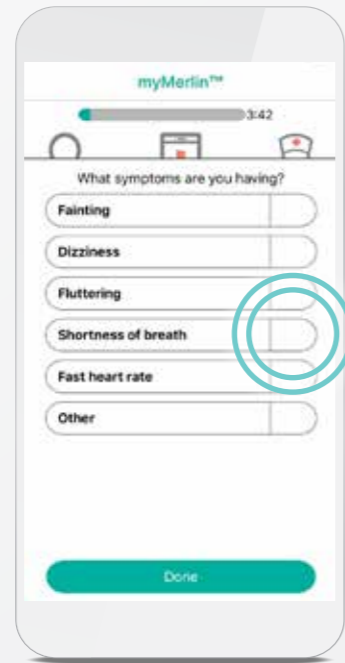 myMerlin™
3:42
What symptoms are you having?
Fainting
Dizziness
Fluttering
Shortness of breath
Fast heart rate
Other
Done